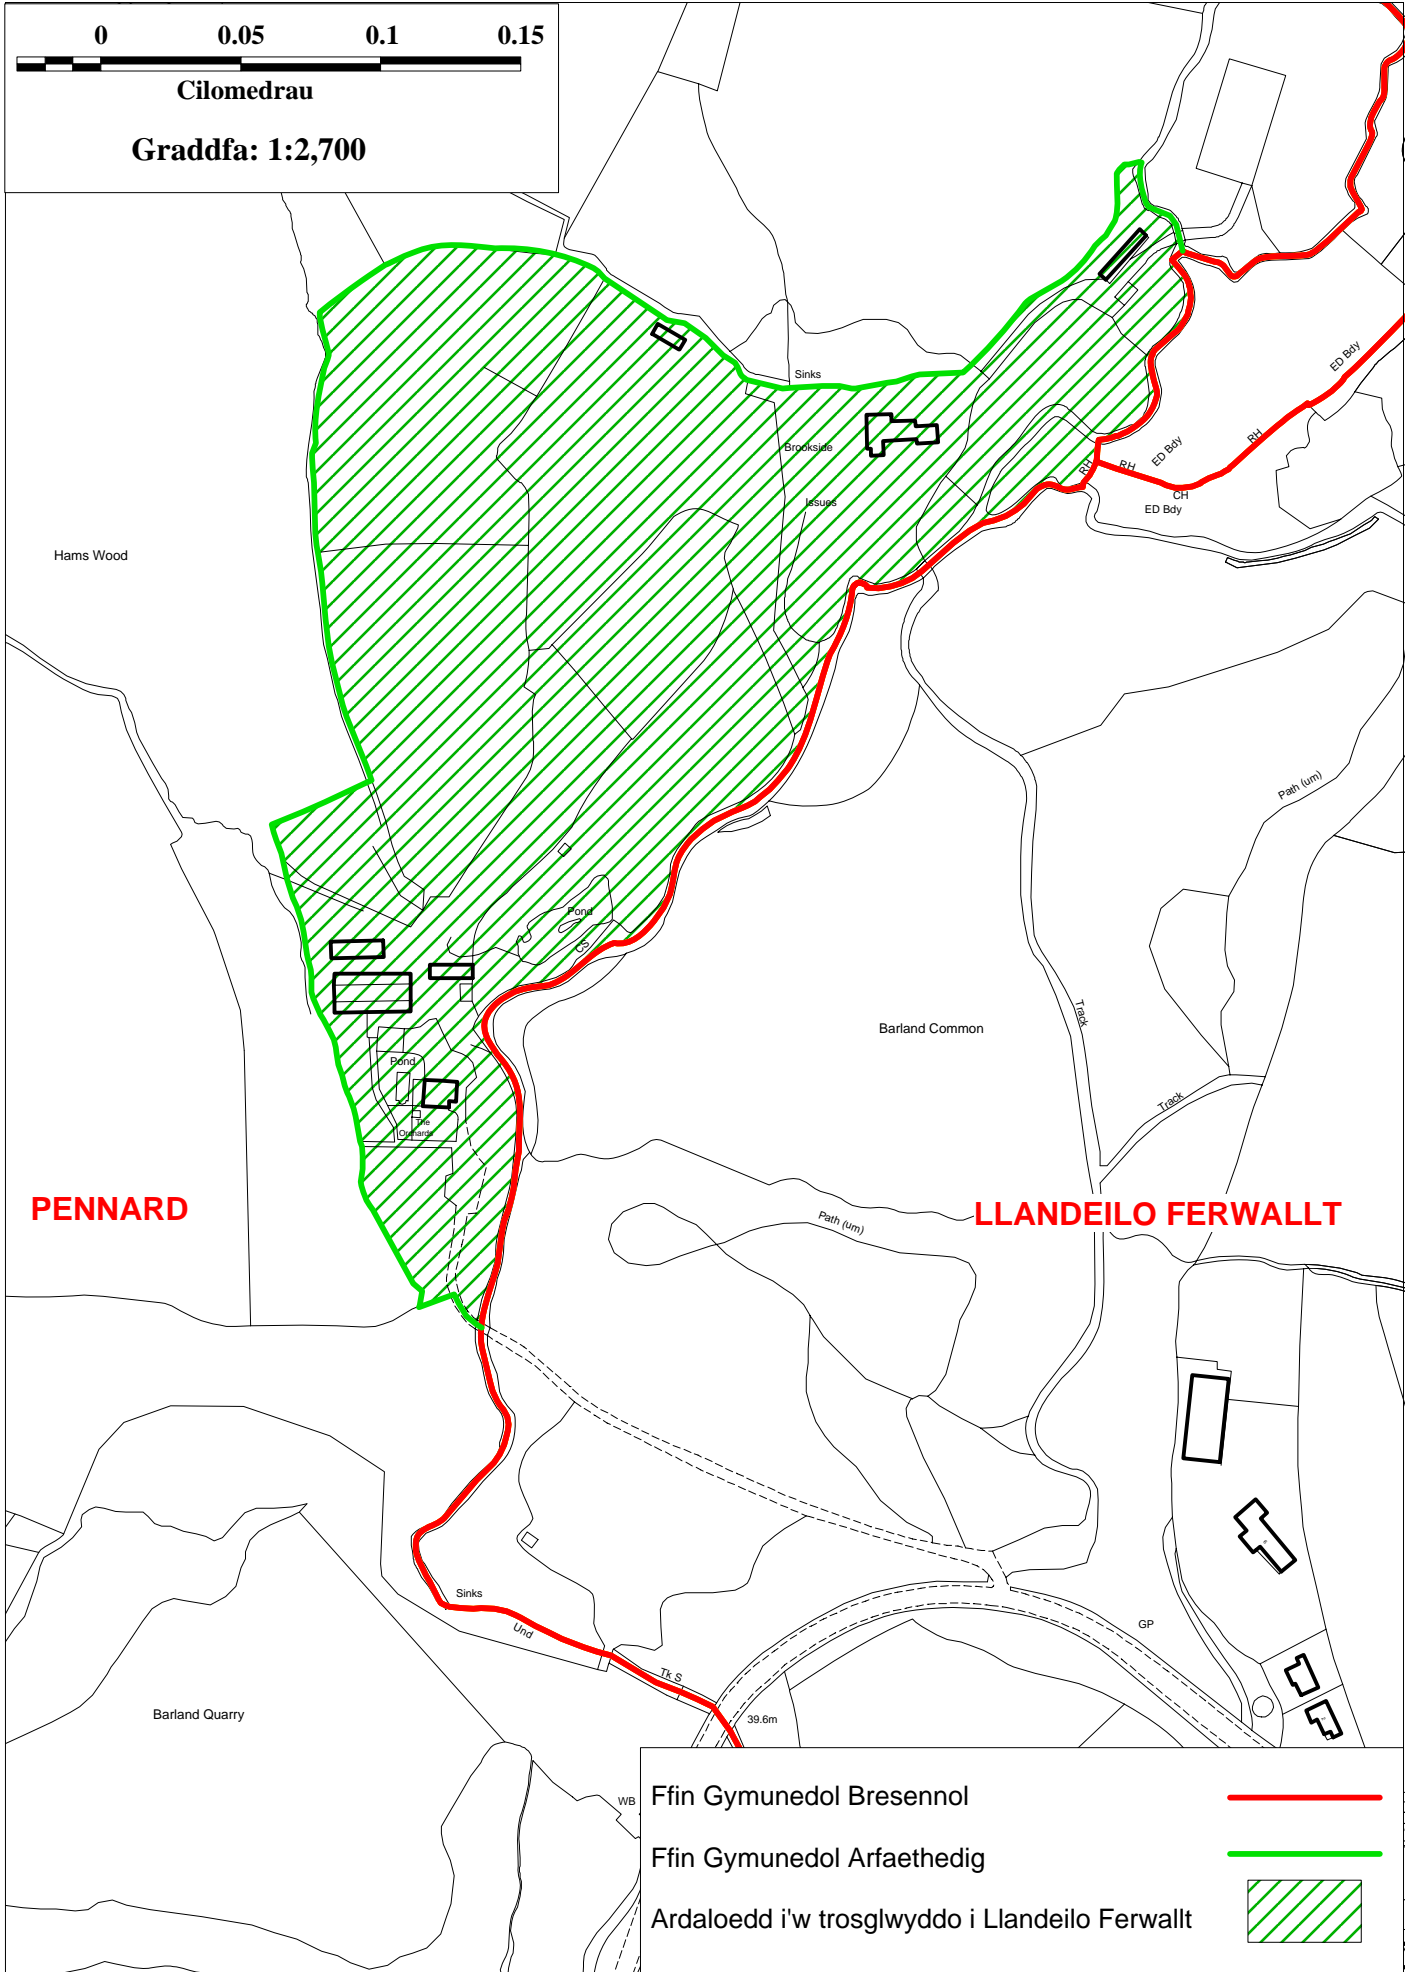 0 0.05 0.1 0.15
Cilomedrau
Graddfa: 1:2,700
Sinks
ED Bdy
Brookside
RH
ED Bdy
RH
RH
CH
ED Bdy
Issues
Hams Wood
Path (um)
Pond
CS
Track
Barland Common
Pond
Track
The
Orchards
PENNARD
LLANDEILO FERWALLT
Path (um)
Sinks
Und
GP
Tk S
Barland Quarry
39.6m
WB
Ffin Gymunedol Bresennol
Ffin Gymunedol Arfaethedig
Ardaloedd i'w trosglwyddo i Llandeilo Ferwallt